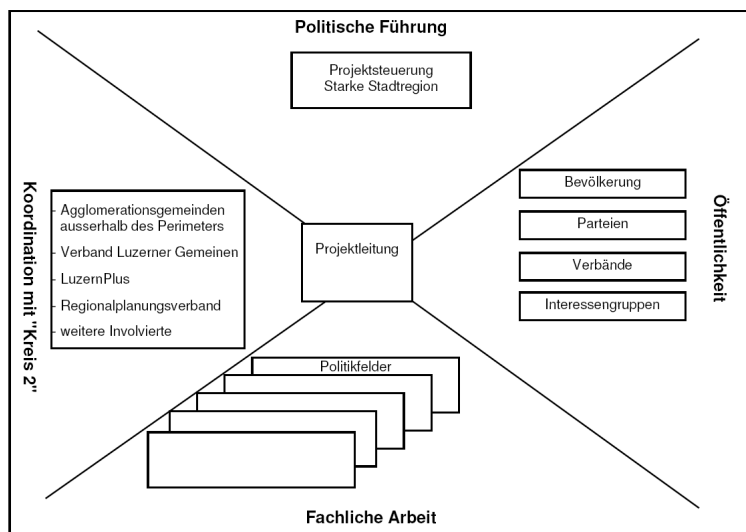 Politische Führung
Projektsteuerung
Starke Stadtregion
Koordination mit "Kreis 2"
- Agglomerationsgemeinden
ausserhalb des Perimeters
- Verband Luzerner Gemeinen
- LuzernPlus
- Regionalplanungsverband
- weitere Involvierte
Projektleitung
Bevölkerung
Parteien
Verbände
Interessengruppen
Öffentlichkeit
Politikfelder
Fachliche Arbeit